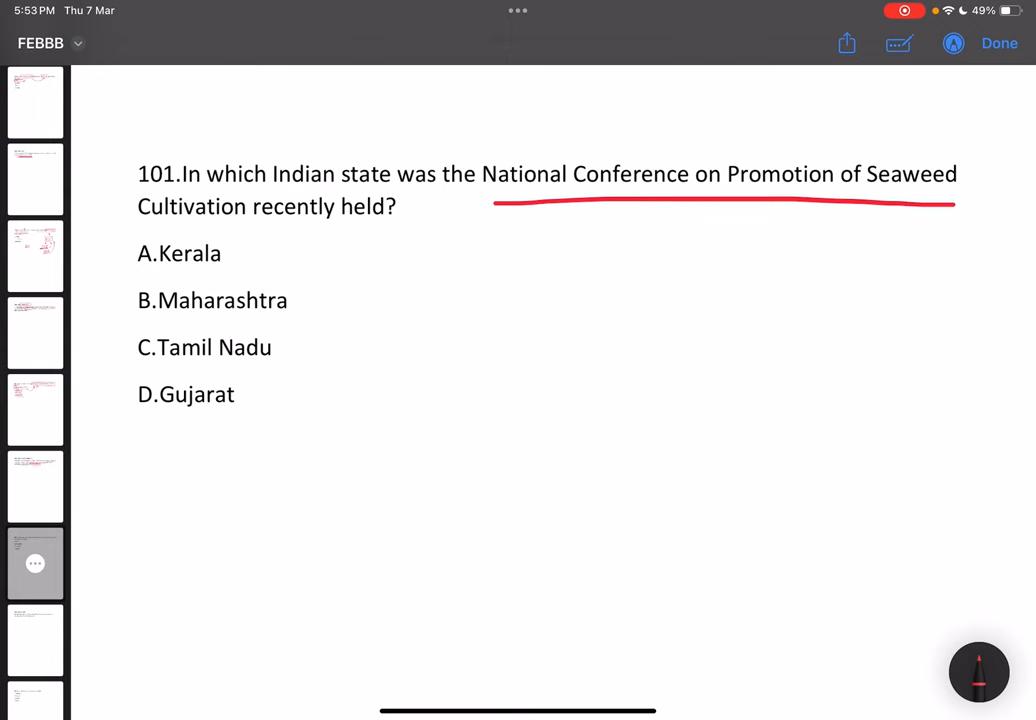 5:53 PM Thu 7 Mar
49%
FEBBB
Done
101.In which Indian state was the National Conference on Promotion of Seaweed
Cultivation recently held?
A.Kerala
B.Maharashtra
C.Tamil Nadu
D.Gujarat